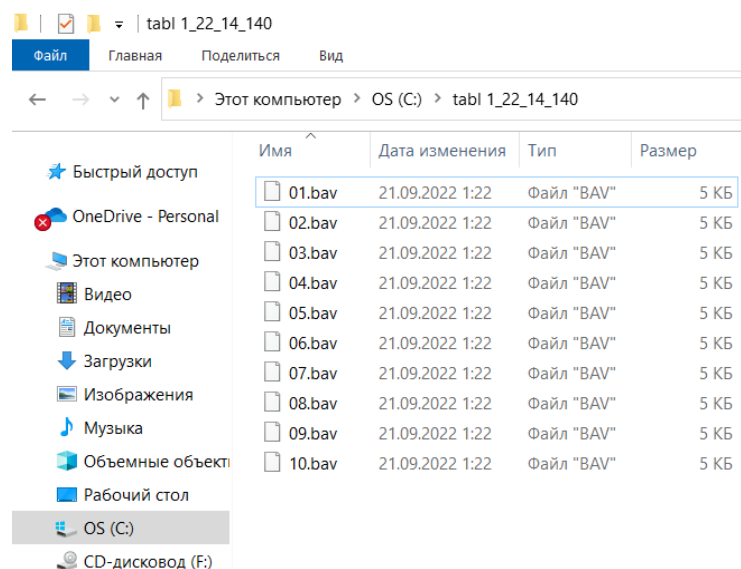 tabl 1_22_14_140
Файл Главная Поделиться Вид
Этот компьютер > OS (C:) > tabl 1_22_14_140
Имя Дата изменения Тип Размер
Быстрый доступ
OneDrive - Personal
Этот компьютер
Видео
Документы
Загрузки
Изображения
Музыка
Объемные объекты
Рабочий стол
OS (C:)
CD-дисковод (F:)
01.bav 21.09.2022 1:22 Файл "BAV" 5 КБ
02.bav 21.09.2022 1:22 Файл "BAV" 5 КБ
03.bav 21.09.2022 1:22 Файл "BAV" 5 КБ
04.bav 21.09.2022 1:22 Файл "BAV" 5 КБ
05.bav 21.09.2022 1:22 Файл "BAV" 5 КБ
06.bav 21.09.2022 1:22 Файл "BAV" 5 КБ
07.bav 21.09.2022 1:22 Файл "BAV" 5 КБ
08.bav 21.09.2022 1:22 Файл "BAV" 5 КБ
09.bav 21.09.2022 1:22 Файл "BAV" 5 КБ
10.bav 21.09.2022 1:22 Файл "BAV" 5 КБ